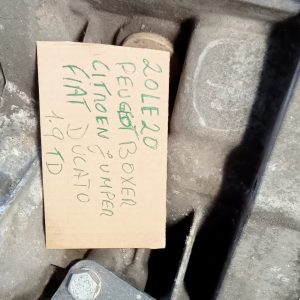 20LE20
PEUGEOT BOXER
CITROEN JUMPER
FIAT DUCATO
1.9 TD